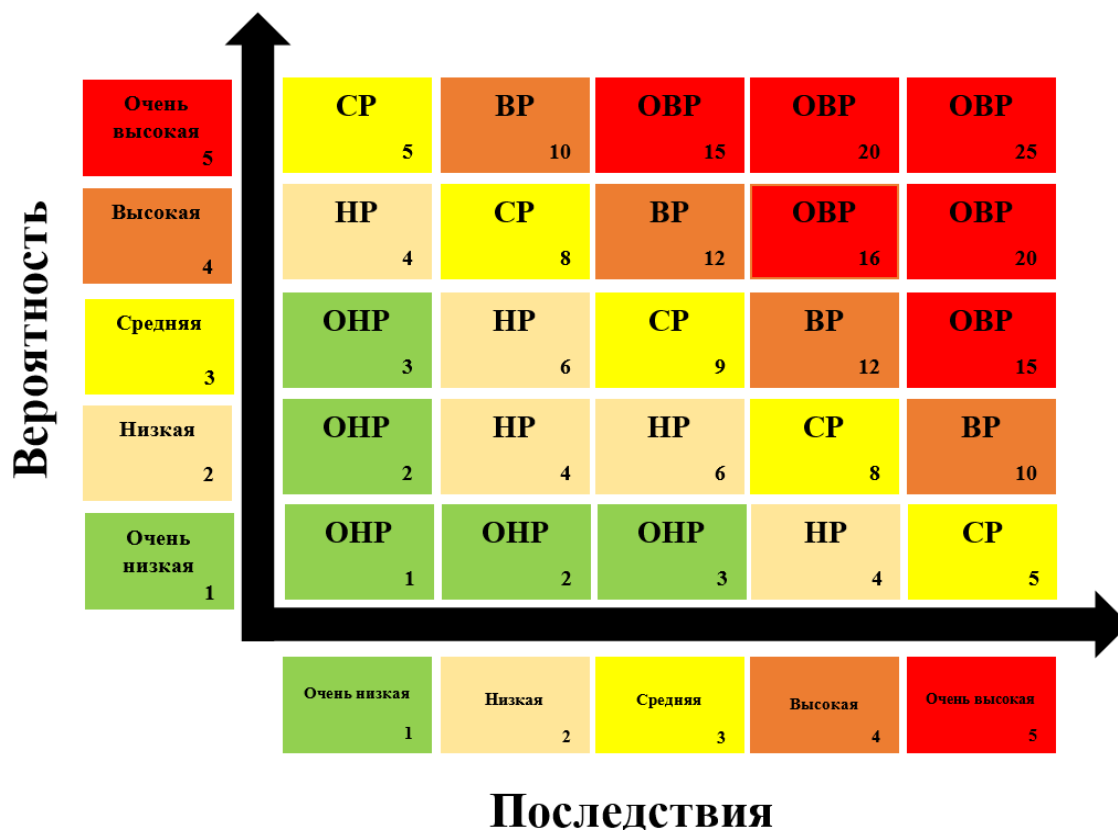 Вероятность
Очень
высокая
5
СР
5
ВР
10
ОВР
15
ОВР
20
ОВР
25
Высокая
4
НР
4
СР
8
ВР
12
ОВР
16
ОВР
20
Средняя
3
ОНР
3
НР
6
СР
9
ВР
12
ОВР
15
Низкая
2
ОНР
2
НР
4
НР
6
СР
8
ВР
10
Очень
низкая
1
ОНР
1
ОНР
2
ОНР
3
НР
4
СР
5
Очень низкая
1
Низкая
2
Средняя
3
Высокая
4
Очень высокая
5
Последствия